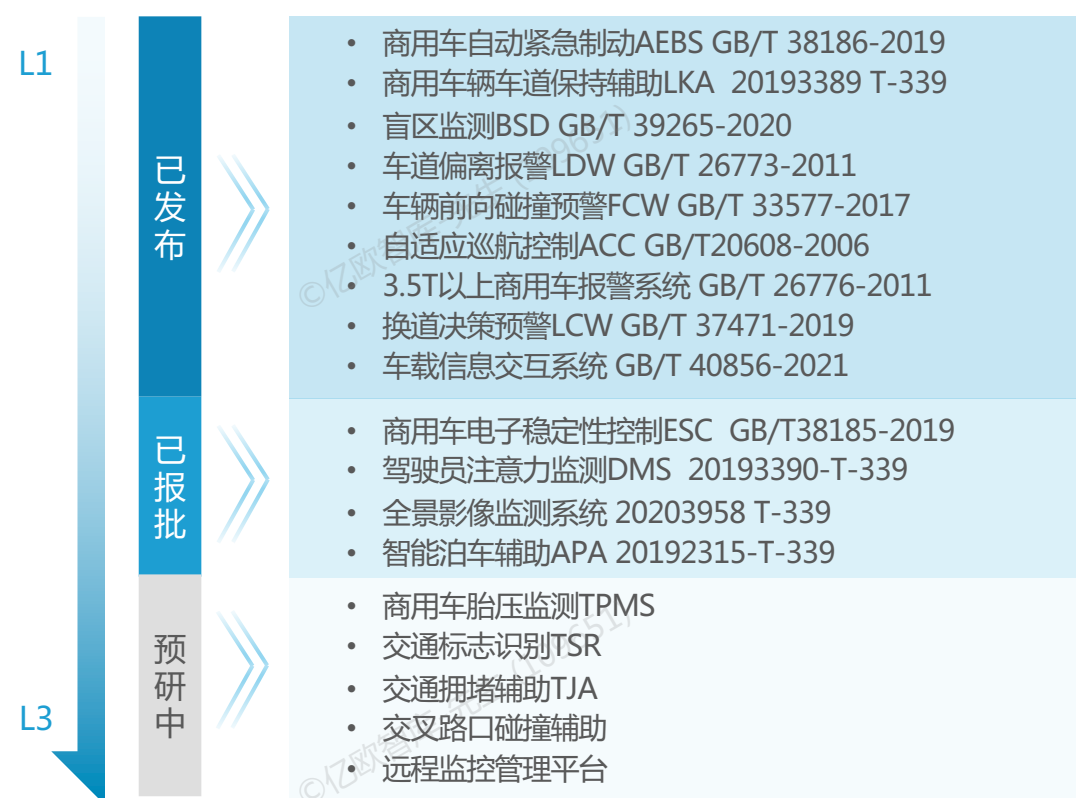 L1
已发布
• 商用车自动紧急制动AEBS GB/T 38186-2019
• 商用车辆车道保持辅助LKA 20193389 T-339
• 盲区监测BSD GB/T 39265-2020
• 车道偏离报警LDW GB/T 26773-2011
• 车辆前向碰撞预警FCW GB/T 33577-2017
• 自适应巡航控制ACC GB/T20608-2006
• 3.5T以上商用车报警系统 GB/T 26776-2011
• 换道决策预警LCW GB/T 37471-2019
• 车载信息交互系统 GB/T 40856-2021
已报批
• 商用车电子稳定性控制ESC GB/T38185-2019
• 驾驶员注意力监测DMS 20193390-T-339
• 全景影像监测系统 20203958 T-339
• 智能泊车辅助APA 20192315-T-339
L3
预研中
• 商用车胎压监测TPMS
• 交通标志识别TSR
• 交通拥堵辅助TJA
• 交叉路口碰撞辅助
• 远程监控管理平台